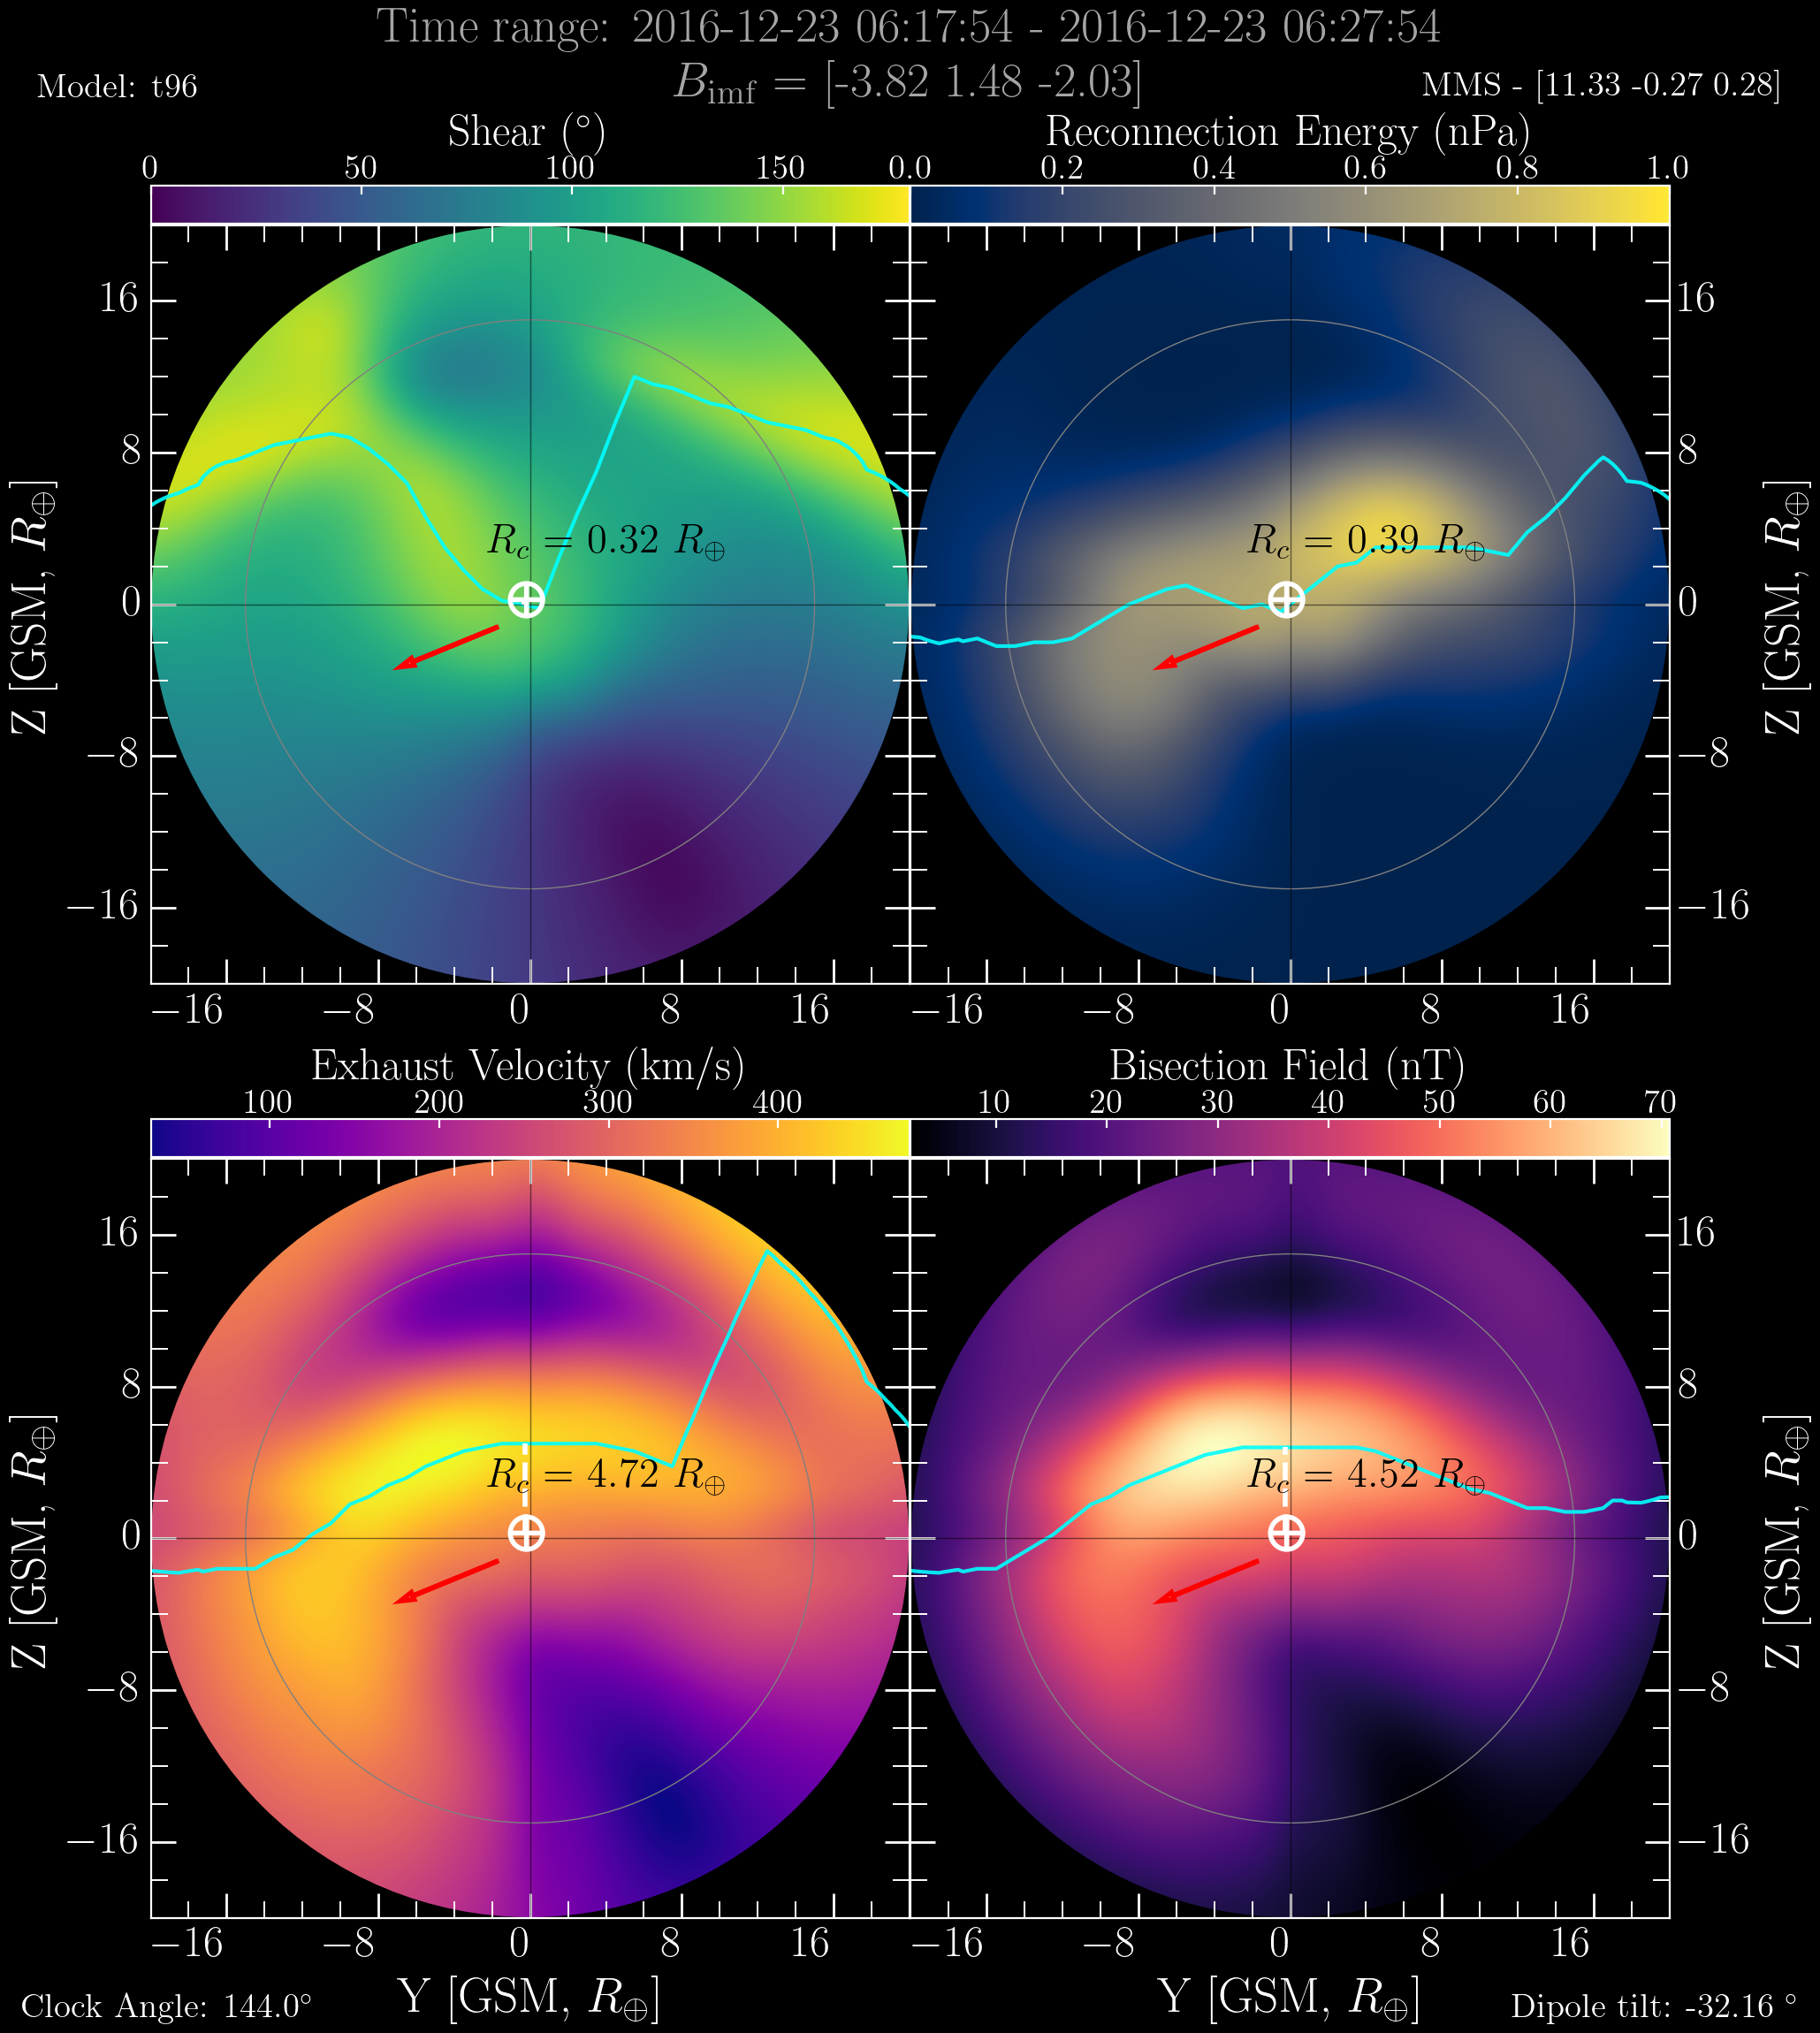 Time range: 2016-12-23 06:17:54 - 2016-12-23 06:27:54
Model: t96
B_imf = [-3.82 1.48 -2.03]
MMS - [11.33 -0.27 0.28]
Shear (°)
0 50 100 150
Reconnection Energy (nPa)
0.0 0.2 0.4 0.6 0.8 1.0
Z [GSM, R⊕]
16
8
0
−8
−16
R_c = 0.32 R⊕
−16 −8 0 8 16
R_c = 0.39 R⊕
16
8
0
−8
−16
Z [GSM, R⊕]
−16 −8 0 8 16
Exhaust Velocity (km/s)
100 200 300 400
Bisection Field (nT)
10 20 30 40 50 60 70
Z [GSM, R⊕]
16
8
0
−8
−16
R_c = 4.72 R⊕
−16 −8 0 8 16
Y [GSM, R⊕]
R_c = 4.52 R⊕
16
8
0
−8
−16
Z [GSM, R⊕]
−16 −8 0 8 16
Y [GSM, R⊕]
Clock Angle: 144.0°
Dipole tilt: -32.16 °